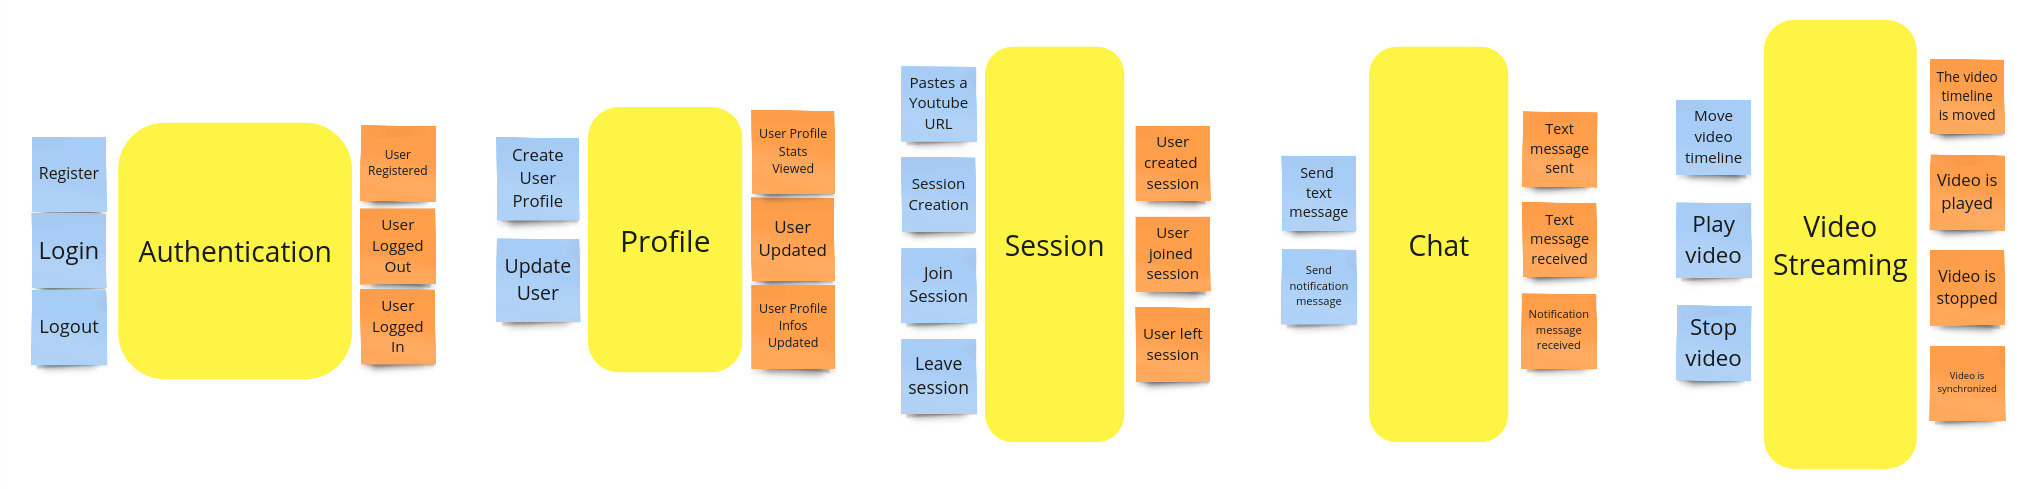 Register
Login
Logout
Authentication
User
Registered
User
Logged
Out
User
Logged
In
Create
User
Profile
Update
User
Profile
User Profile
Stats
Viewed
User
Updated
User Profile
Infos
Updated
Pastes a
Youtube
URL
Session
Creation
Join
Session
Leave
session
Session
User
created
session
User
joined
session
User left
session
Send
text
message
Send
notification
message
Chat
Text
message
sent
Text
message
received
Notification
message
received
Move
video
timeline
Play
video
Stop
video
Video
Streaming
The video
timeline
is moved
Video is
played
Video is
stopped
Video is
synchronized